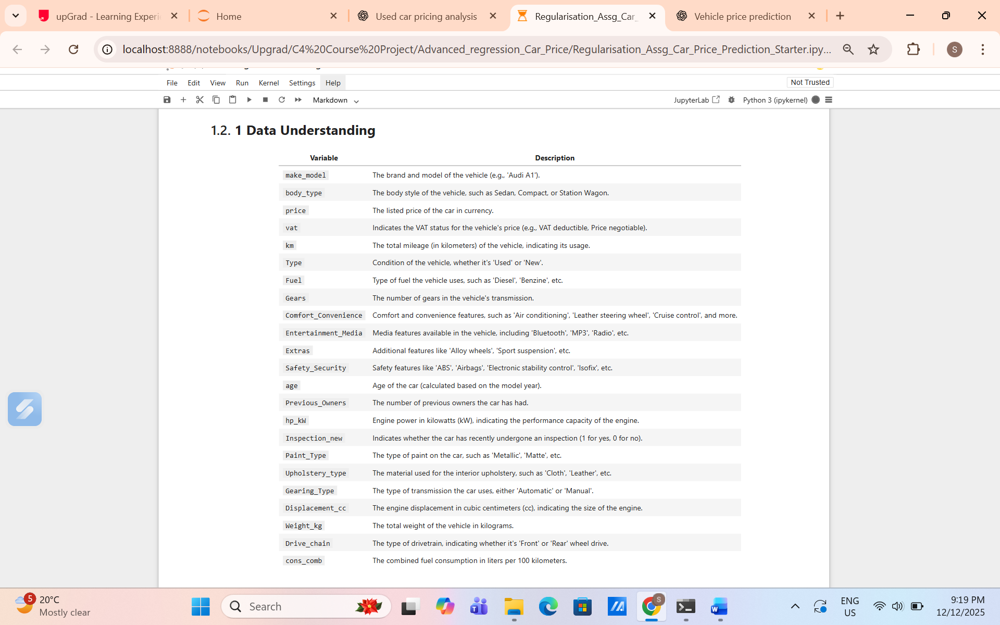 upGrad - Learning Experi
Home
Used car pricing analysis
Regularisation_Assg_Car_
Vehicle price prediction
localhost:8888/notebooks/Upgrad/C4%20Course%20Project/Advanced_regression_Car_Price/Regularisation_Assg_Car_Price_Prediction_Starter.ipy...
S
File Edit View Run Kernel Settings Help
Not Trusted
Markdown
JupyterLab
Python 3 (ipykernel)
1.2. 1 Data Understanding
Variable Description
make_model The brand and model of the vehicle (e.g., 'Audi A1').
body_type The body style of the vehicle, such as Sedan, Compact, or Station Wagon.
price The listed price of the car in currency.
vat Indicates the VAT status for the vehicle's price (e.g., VAT deductible, Price negotiable).
km The total mileage (in kilometers) of the vehicle, indicating its usage.
Type Condition of the vehicle, whether it's 'Used' or 'New'.
Fuel Type of fuel the vehicle uses, such as 'Diesel', 'Benzine', etc.
Gears The number of gears in the vehicle's transmission.
Comfort_Convenience Comfort and convenience features, such as 'Air conditioning', 'Leather steering wheel', 'Cruise control', and more.
Entertainment_Media Media features available in the vehicle, including 'Bluetooth', 'MP3', 'Radio', etc.
Extras Additional features like 'Alloy wheels', 'Sport suspension', etc.
Safety_Security Safety features like 'ABS', 'Airbags', 'Electronic stability control', 'Isofix', etc.
age Age of the car (calculated based on the model year).
Previous_Owners The number of previous owners the car has had.
hp_kW Engine power in kilowatts (kW), indicating the performance capacity of the engine.
Inspection_new Indicates whether the car has recently undergone an inspection (1 for yes, 0 for no).
Paint_Type The type of paint on the car, such as 'Metallic', 'Matte', etc.
Upholstery_type The material used for the interior upholstery, such as 'Cloth', 'Leather', etc.
Gearing_Type The type of transmission the car uses, either 'Automatic' or 'Manual'.
Displacement_cc The engine displacement in cubic centimeters (cc), indicating the size of the engine.
Weight_kg The total weight of the vehicle in kilograms.
Drive_chain The type of drivetrain, indicating whether it's 'Front' or 'Rear' wheel drive.
cons_comb The combined fuel consumption in liters per 100 kilometers.
5
20°C
Mostly clear
Search
S
ENG
US
9:19 PM
12/12/2025